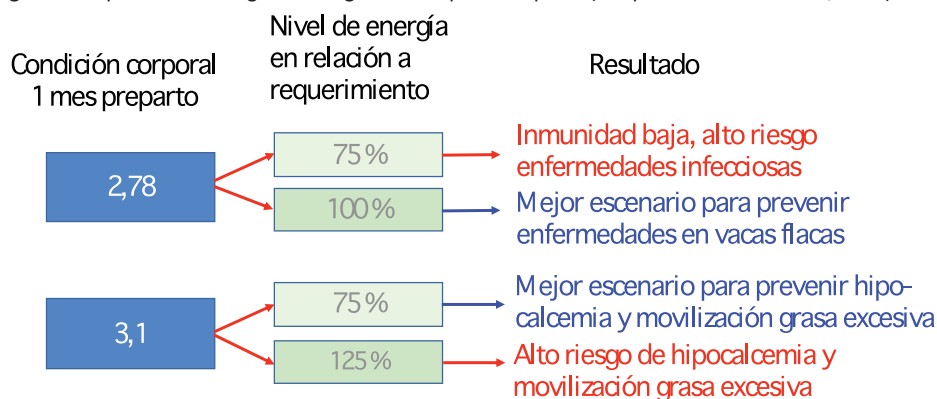 Condición corporal
1 mes preparto
Nivel de energía
en relación a
requerimiento
Resultado
2,78
75%
Inmunidad baja, alto riesgo
enfermedades infecciosas
100%
Mejor escenario para prevenir
enfermedades en vacas flacas
3,1
75%
Mejor escenario para prevenir hipo-
calcemia y movilización grasa excesiva
125%
Alto riesgo de hipocalcemia y
movilización grasa excesiva